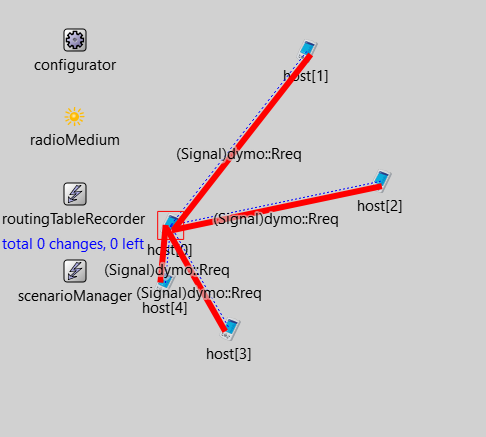 configurator
host[1]
radioMedium
(Signal)dymo::Rreq
host[2]
routingTableRecorder
(Signal)dymo::Rreq
total 0 changes, 0 left
host[0]
(Signal)dymo::Rreq
scenarioManager
(Signal)dymo::Rreq
host[4]
host[3]